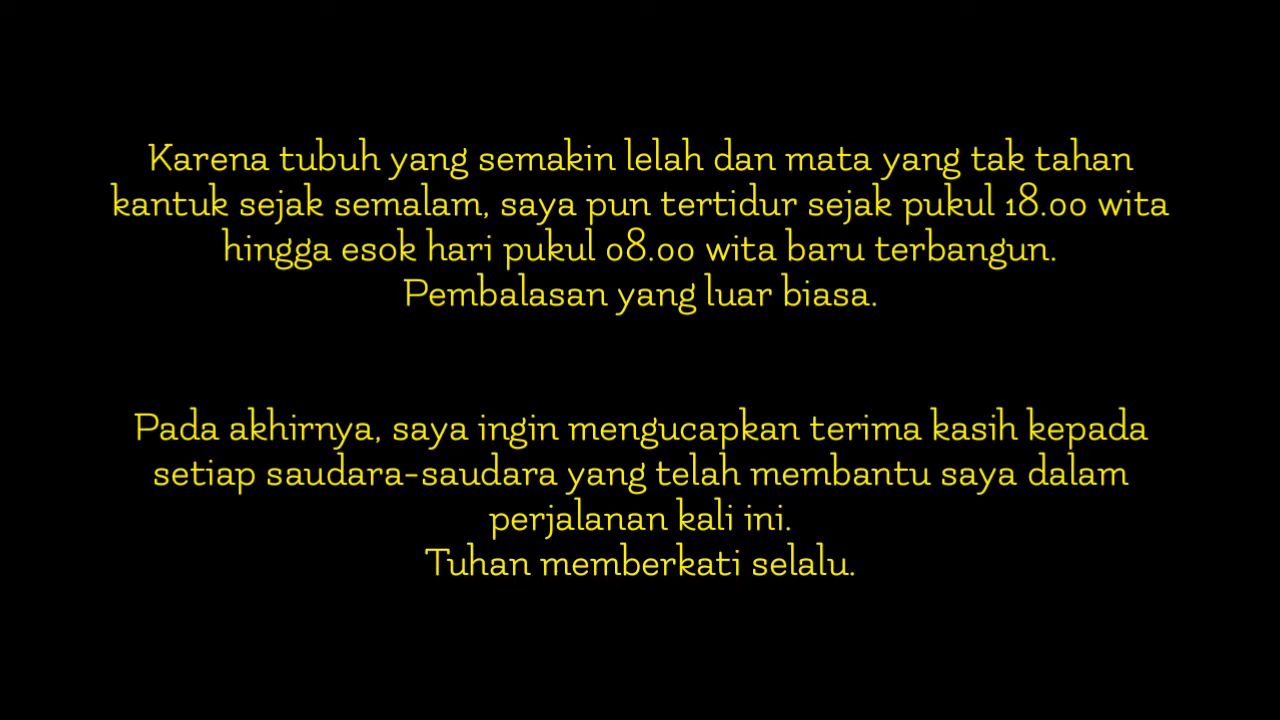 Karena tubuh yang semakin lelah dan mata yang tak tahan
kantuk sejak semalam, saya pun tertidur sejak pukul 18.00 wita
hingga esok hari pukul 08.00 wita baru terbangun.
Pembalasan yang luar biasa.
Pada akhirnya, saya ingin mengucapkan terima kasih kepada
setiap saudara-saudara yang telah membantu saya dalam
perjalanan kali ini.
Tuhan memberkati selalu.